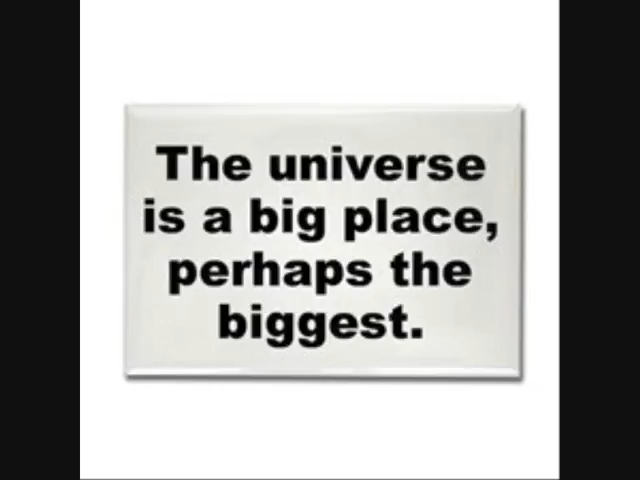 The universe
is a big place,
perhaps the
biggest.